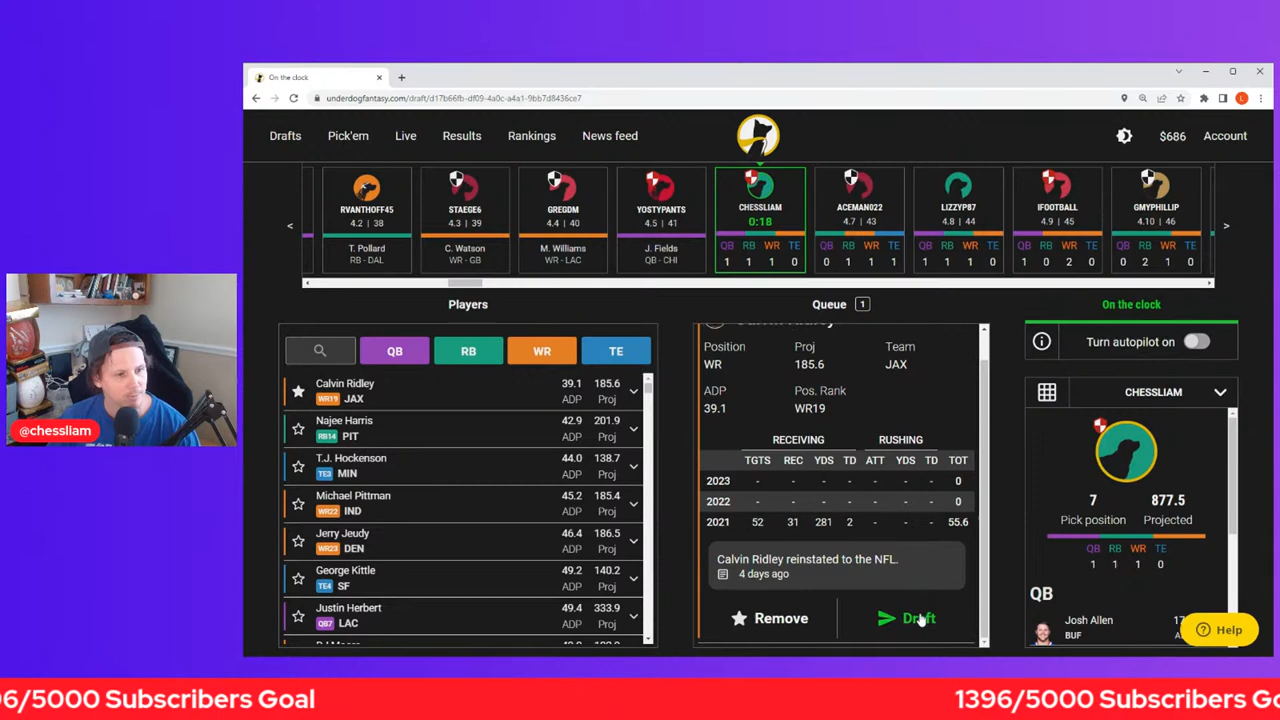 On the clock
underdogfantasy.com/draft/d17b66fb-df09-4a0c-a4a1-9bb7d8436ce7
Drafts Pick'em Live Results Rankings News feed $686 Account
RVANTHOFF45 STAEGE6 GREGDM YOSTYPANTS CHESSLIAM ACEMAN022 LIZZYP87 IFOOTBALL GMYPHILLIP
4.2 | 38 4.3 | 39 4.4 | 40 4.5 | 41 0:18 4.7 | 43 4.8 | 44 4.9 | 45 4.10 | 46
T. Pollard C. Watson M. Williams J. Fields QB RB WR TE QB RB WR TE QB RB WR TE QB RB WR TE QB RB WR TE
RB - DAL WR - GB WR - LAC QB - CHI 1 1 1 0 0 1 1 1 1 1 1 0 1 0 2 0 0 2 1 0
Players
QB RB WR TE
Calvin Ridley 39.1 185.6
WR19 JAX ADP Proj
Najee Harris 42.9 201.9
RB14 PIT ADP Proj
T.J. Hockenson 44.0 138.7
TE3 MIN ADP Proj
Michael Pittman 45.2 185.4
WR22 IND ADP Proj
Jerry Jeudy 46.4 186.5
WR23 DEN ADP Proj
George Kittle 49.2 140.2
TE4 SF ADP Proj
Justin Herbert 49.4 333.9
QB7 LAC ADP Proj
Queue 1
Position Proj Team
WR 185.6 JAX
ADP Pos. Rank
39.1 WR19
RECEIVING RUSHING
TGTS REC YDS TD ATT YDS TD TOT
2023 - - - - - - - 0
2022 - - - - - - - 0
2021 52 31 281 2 - - - 55.6
Calvin Ridley reinstated to the NFL.
4 days ago
Remove Draft
On the clock
Turn autopilot on
CHESSLIAM
7 877.5
Pick position Projected
QB RB WR TE
1 1 1 0
QB
Josh Allen
BUF
Help
@chessliam
96/5000 Subscribers Goal 1396/5000 Subscribers Go